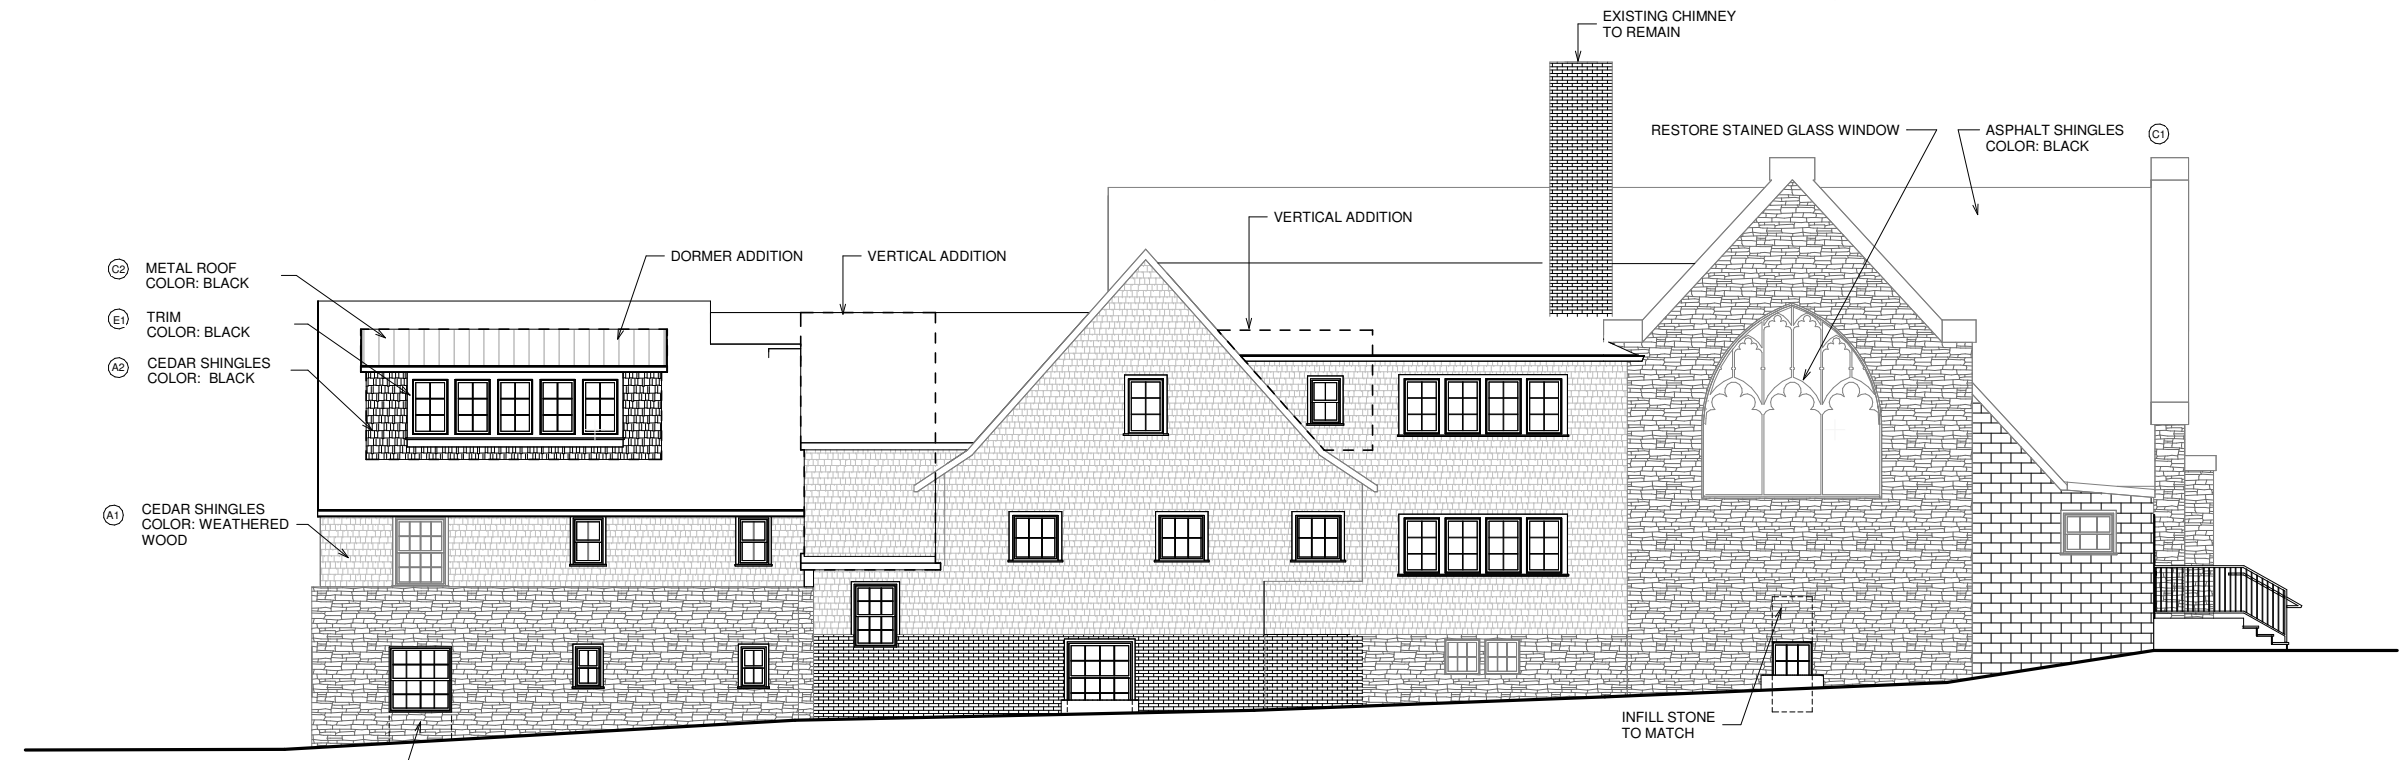 EXISTING CHIMNEY
TO REMAIN
RESTORE STAINED GLASS WINDOW
ASPHALT SHINGLES
COLOR: BLACK
C1
VERTICAL ADDITION
DORMER ADDITION
VERTICAL ADDITION
C2
METAL ROOF
COLOR: BLACK
E1
TRIM
COLOR: BLACK
A2
CEDAR SHINGLES
COLOR: BLACK
A1
CEDAR SHINGLES
COLOR: WEATHERED
WOOD
INFILL STONE
TO MATCH